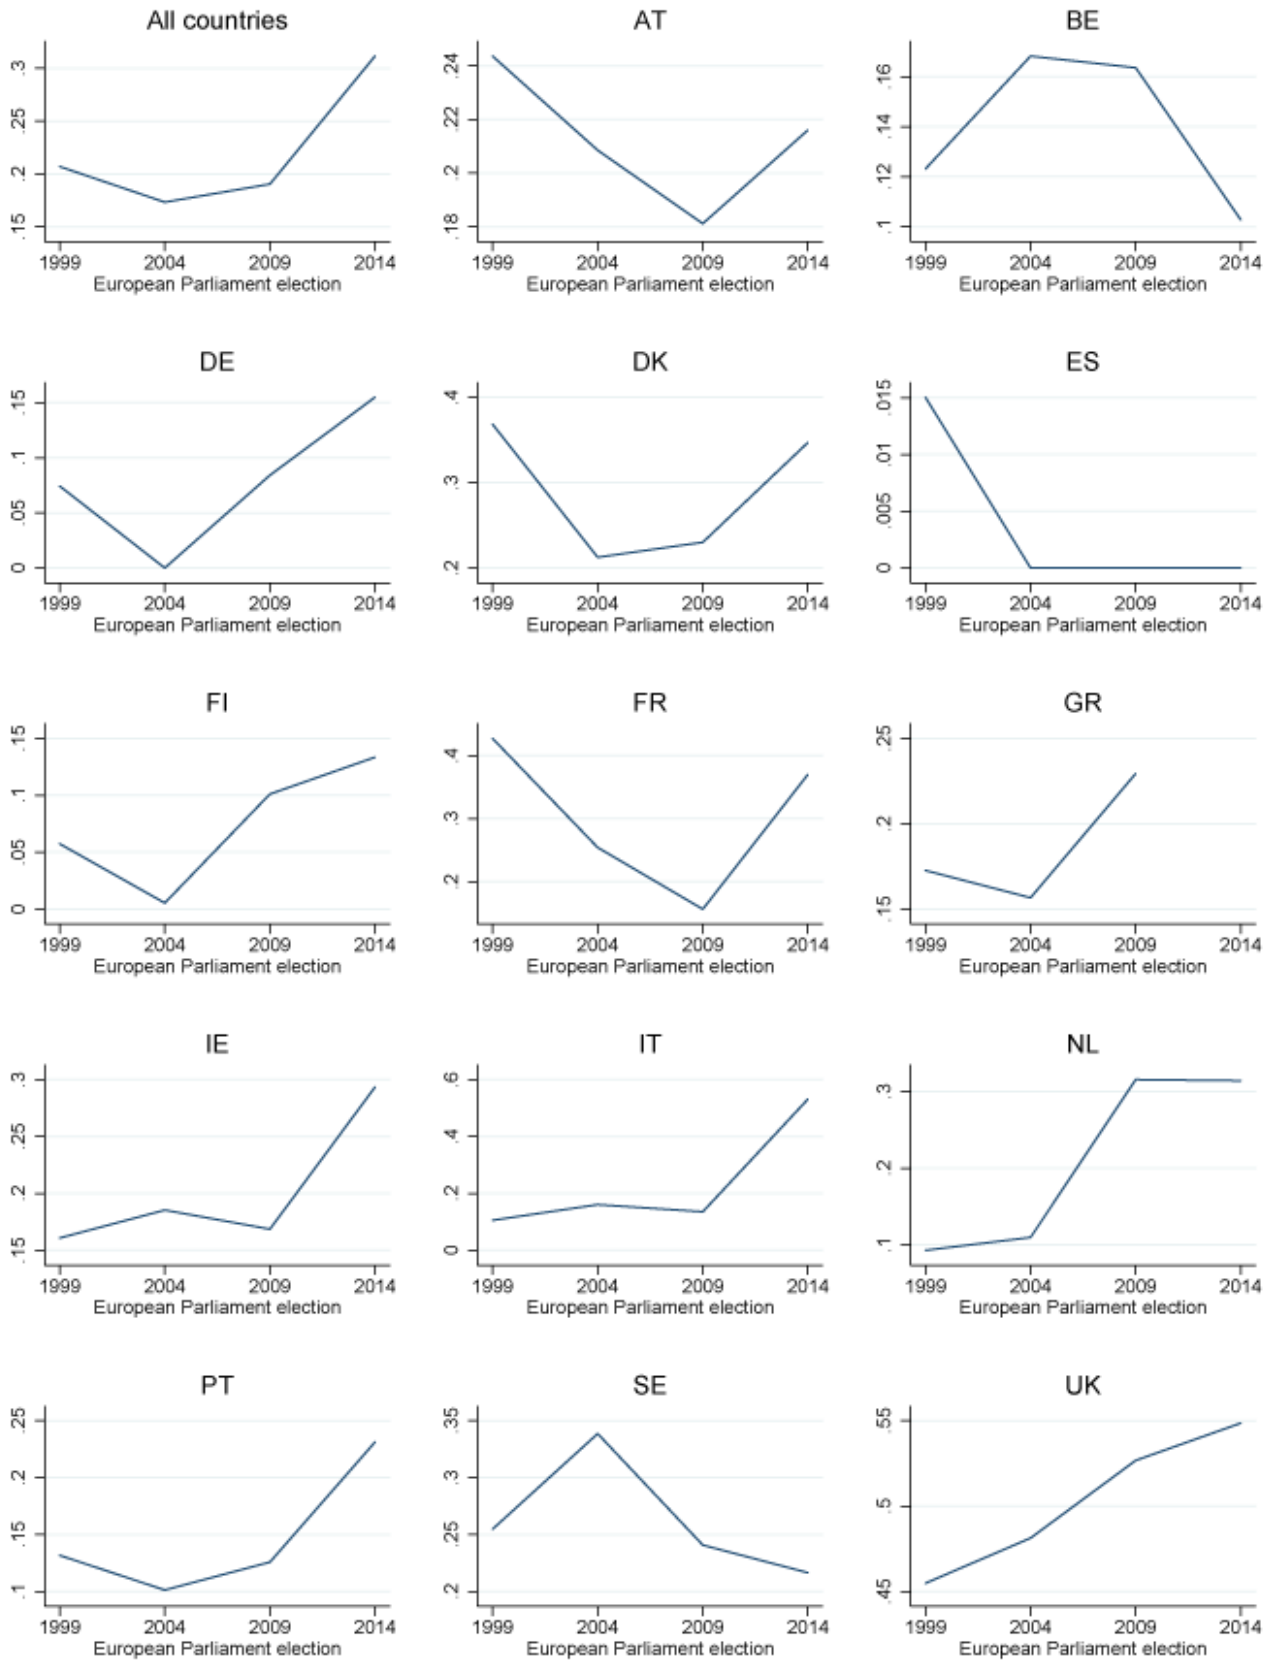 All countries
.3
.25
.2
.15
1999 2004 2009 2014
European Parliament election
AT
.24
.22
.2
.18
1999 2004 2009 2014
European Parliament election
BE
.16
.14
.12
.1
1999 2004 2009 2014
European Parliament election
DE
.15
.1
.05
0
1999 2004 2009 2014
European Parliament election
DK
.4
.3
.2
1999 2004 2009 2014
European Parliament election
ES
.015
.01
.005
0
1999 2004 2009 2014
European Parliament election
FI
.15
.1
.05
0
1999 2004 2009 2014
European Parliament election
FR
.4
.3
.2
1999 2004 2009 2014
European Parliament election
GR
.25
.2
.15
1999 2004 2009 2014
European Parliament election
IE
.3
.25
.2
.15
1999 2004 2009 2014
European Parliament election
IT
.6
.4
.2
0
1999 2004 2009 2014
European Parliament election
NL
.3
.2
.1
1999 2004 2009 2014
European Parliament election
PT
.25
.2
.15
.1
1999 2004 2009 2014
European Parliament election
SE
.35
.3
.25
.2
1999 2004 2009 2014
European Parliament election
UK
.55
.5
.45
1999 2004 2009 2014
European Parliament election